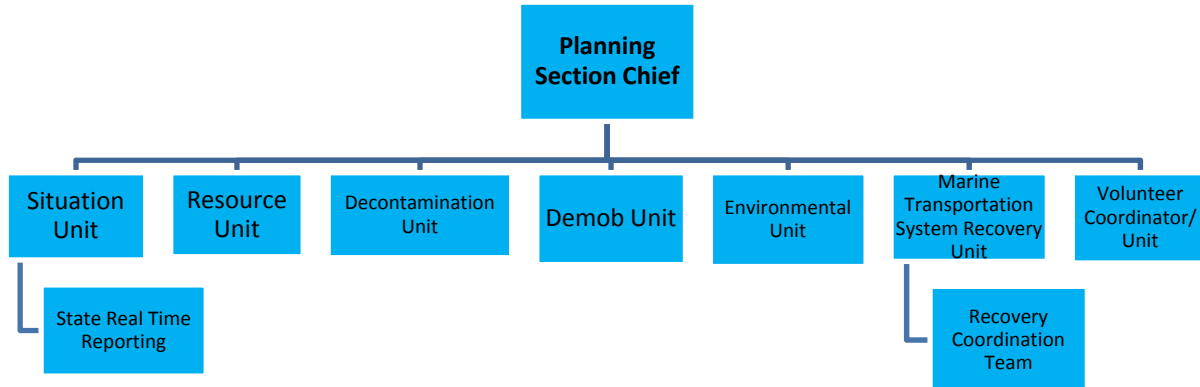 Planning
Section Chief
Situation
Unit
Resource
Unit
Decontamination
Unit
Demob Unit
Environmental
Unit
Marine
Transportation
System Recovery
Unit
Volunteer
Coordinator/
Unit
State Real Time
Reporting
Recovery
Coordination
Team